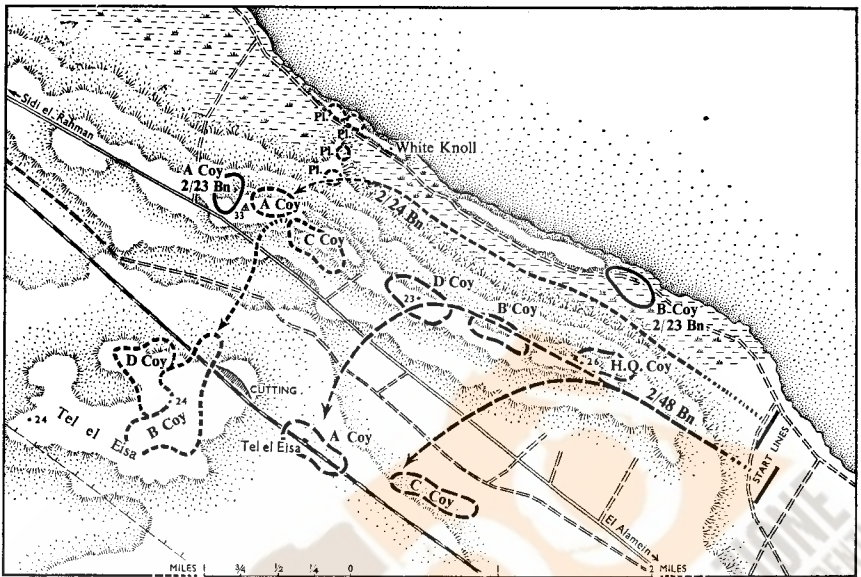 Sidi el Rahman
Pl.
Pl.
White Knoll
Pl.
Pl.
A Coy
2/23 Bn
33
A Coy
2/24 Bn
C Coy
D Coy
23
B Coy
B Coy
2/23 Bn
26
H.Q. Coy
2/48 Bn
D Coy
24
CUTTING
24
Tel el Eisa
B Coy
Tel el Eisa
A Coy
C Coy
START LINES
El Alamein
MILES 1 ¾ ½ ¼ 0 1 2 MILES